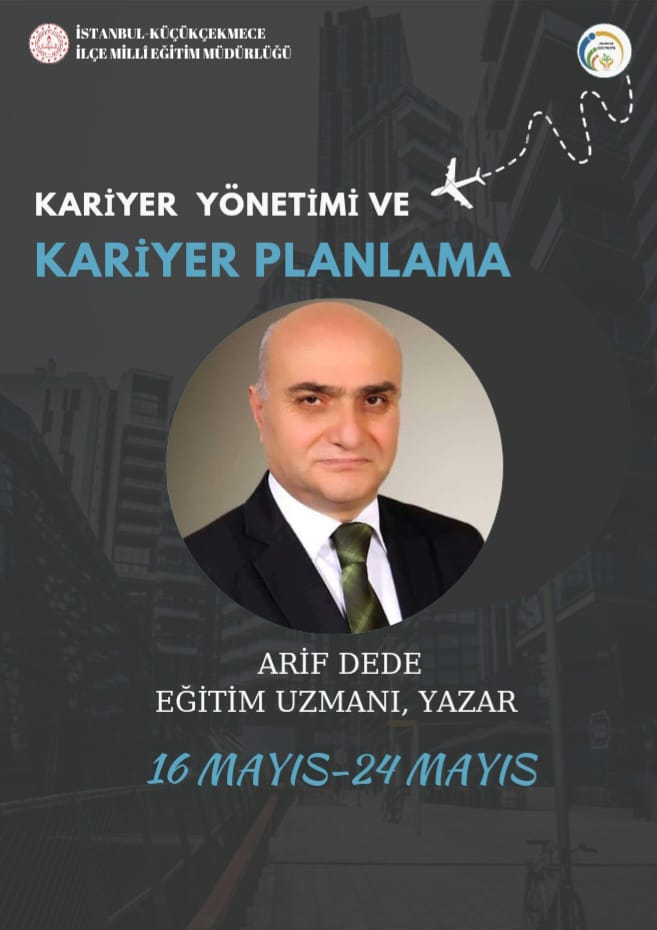 İSTANBUL-KÜÇÜKÇEKMECE
İLÇE MİLLÎ EĞİTİM MÜDÜRLÜĞÜ
KARİYER YÖNETİMİ VE
KARİYER PLANLAMA
ARİF DEDE
EĞİTİM UZMANI, YAZAR
16 MAYIS-24 MAYIS